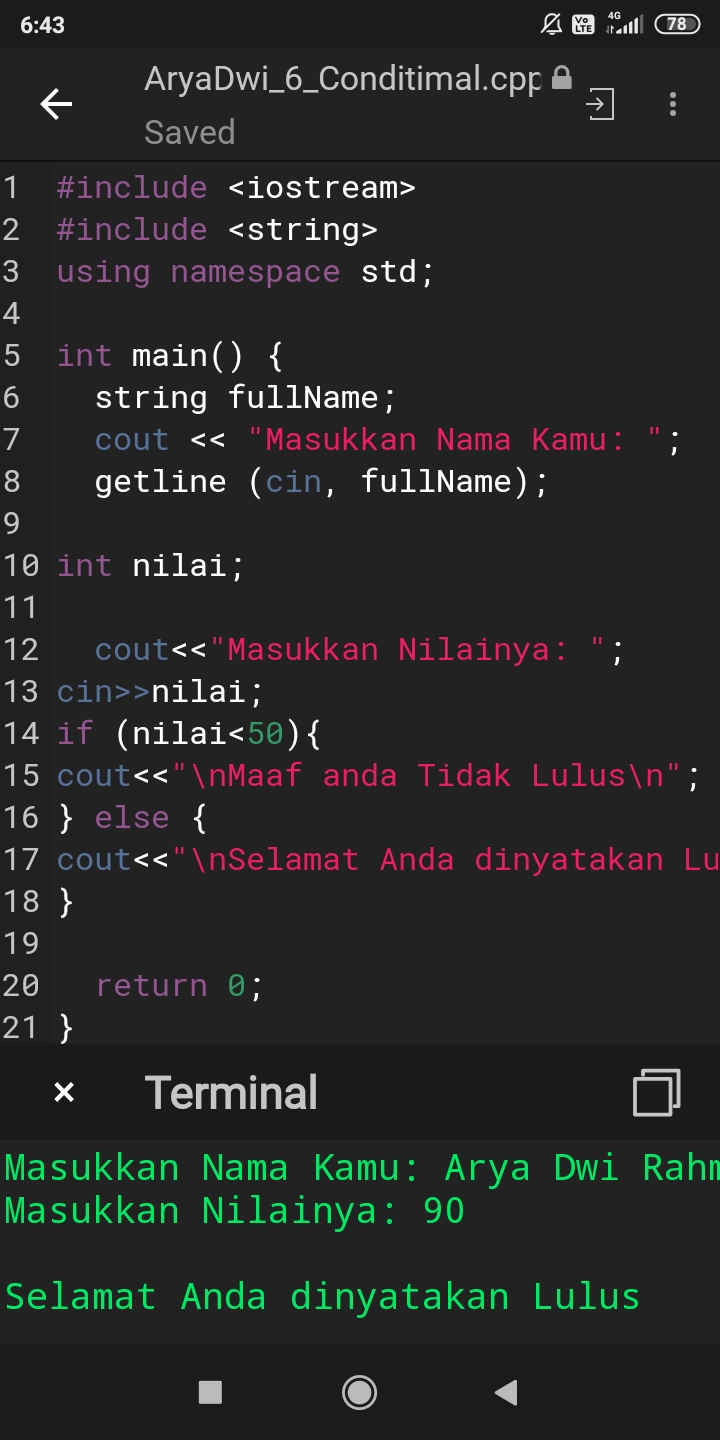 6:43 Vo LTE 4G 78
AryaDwi_6_Conditimal.cpp
Saved
1 #include <iostream>
2 #include <string>
3 using namespace std;
4
5 int main() {
6 string fullName;
7 cout << "Masukkan Nama Kamu: ";
8 getline (cin, fullName);
9
10 int nilai;
11
12 cout<<"Masukkan Nilainya: ";
13 cin>>nilai;
14 if (nilai<50){
15 cout<<"\nMaaf anda Tidak Lulus\n";
16 } else {
17 cout<<"\nSelamat Anda dinyatakan Lu
18 }
19
20 return 0;
21 }
× Terminal
Masukkan Nama Kamu: Arya Dwi Rahm
Masukkan Nilainya: 90
Selamat Anda dinyatakan Lulus